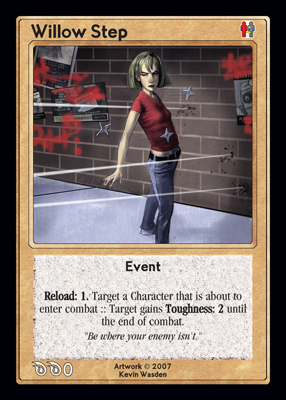 Willow Step
Event
Reload: 1. Target a Character that is about to
enter combat :: Target gains Toughness: 2 until
the end of combat.
"Be where your enemy isn't."
Artwork © 2007
Kevin Wasden